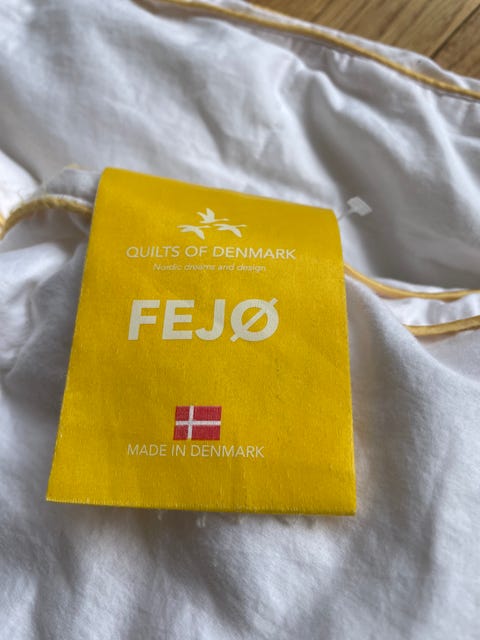 QUILTS OF DENMARK
Nordic dreams and design
FEJØ
MADE IN DENMARK